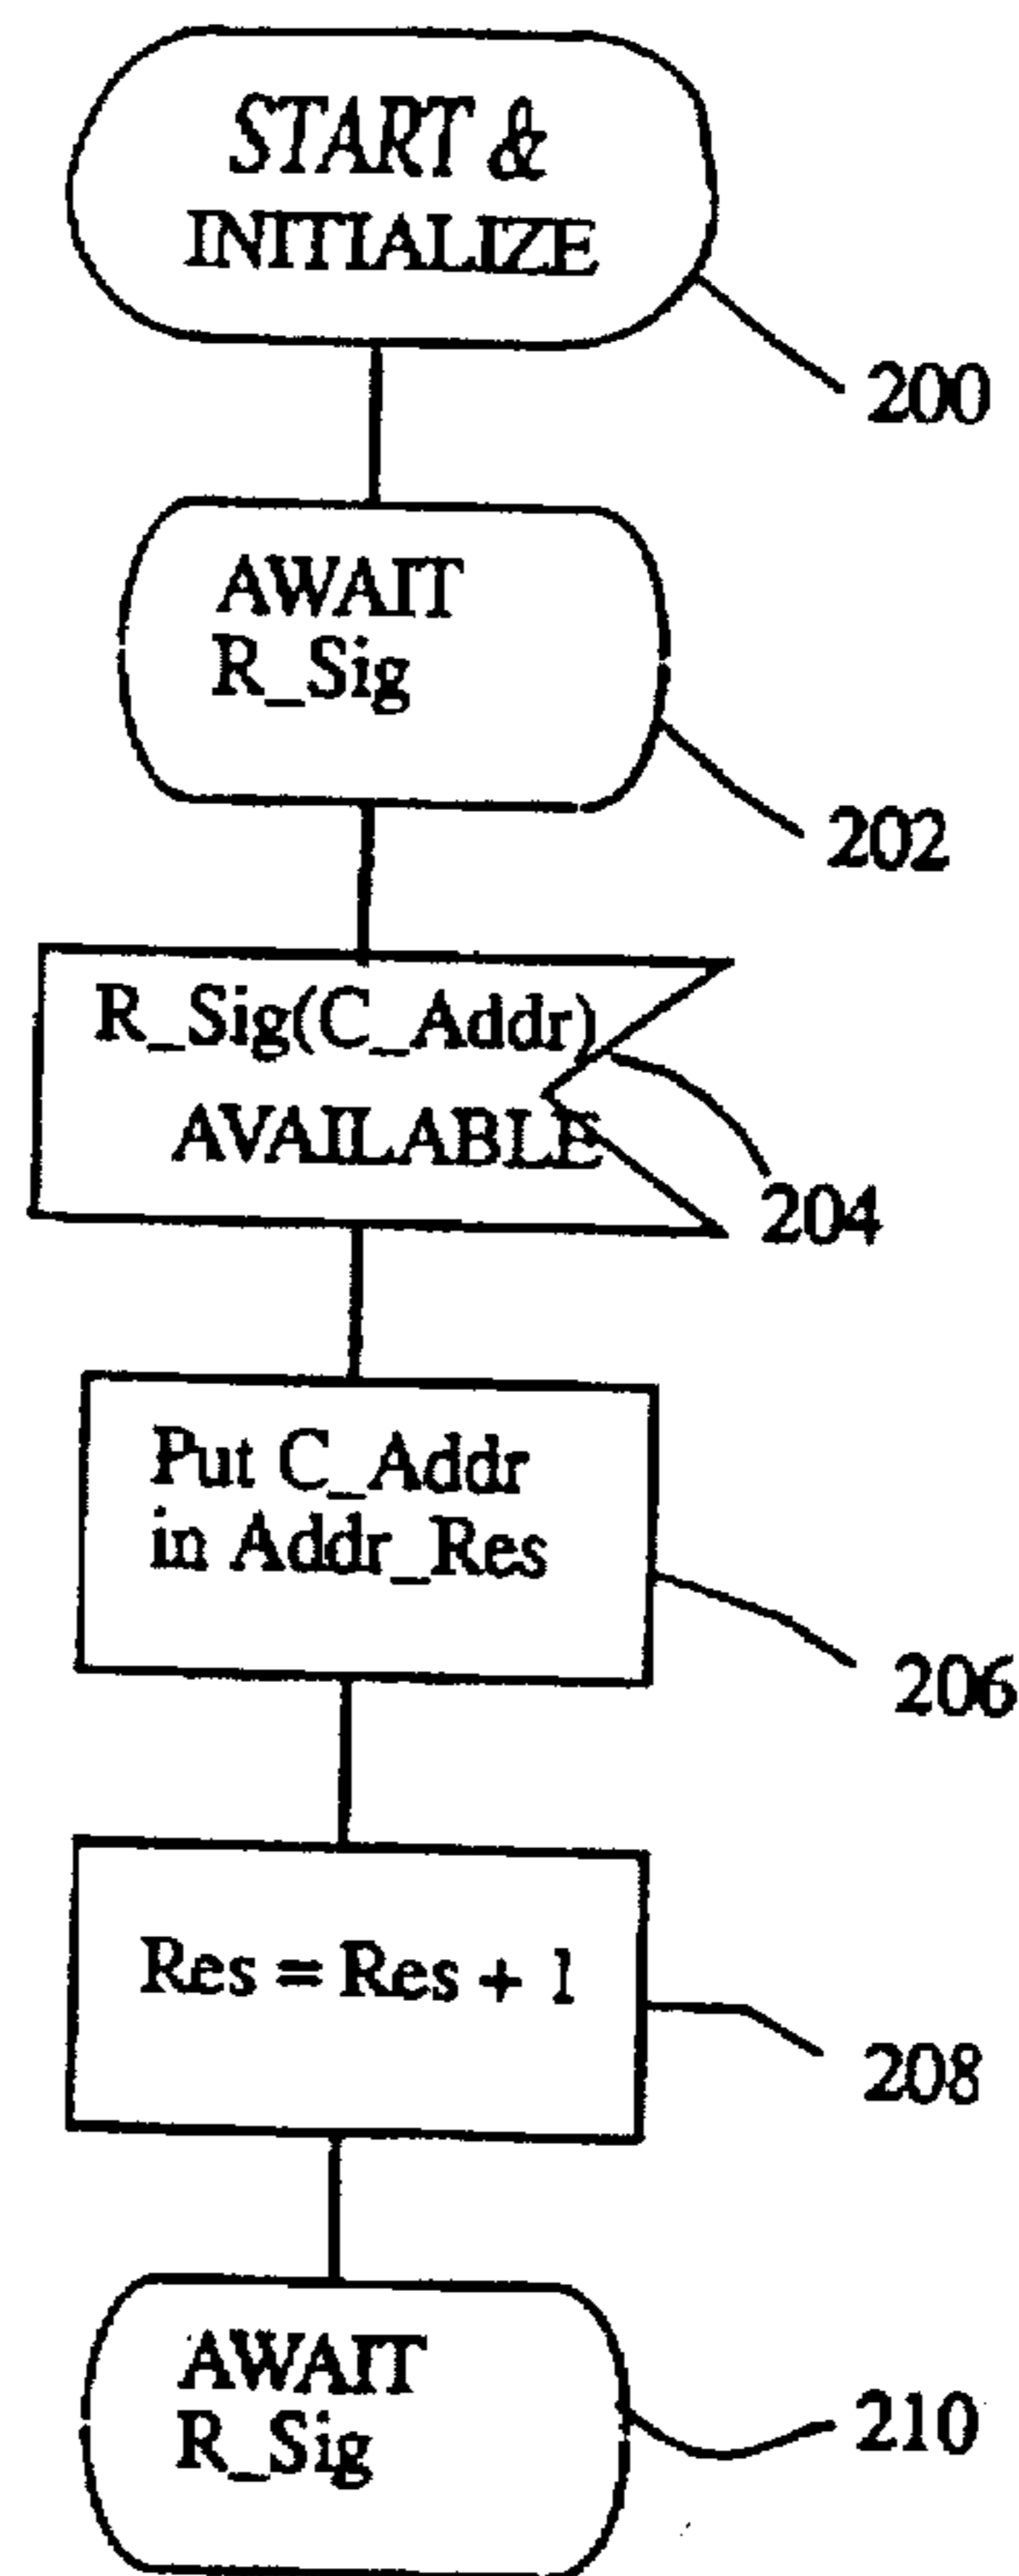 START &
INITIALIZE
200
AWAIT
R_Sig
202
R_Sig(C_Addr)
AVAILABLE
204
Put C_Addr
in Addr_Res
206
Res = Res + 1
208
AWAIT
R_Sig
210